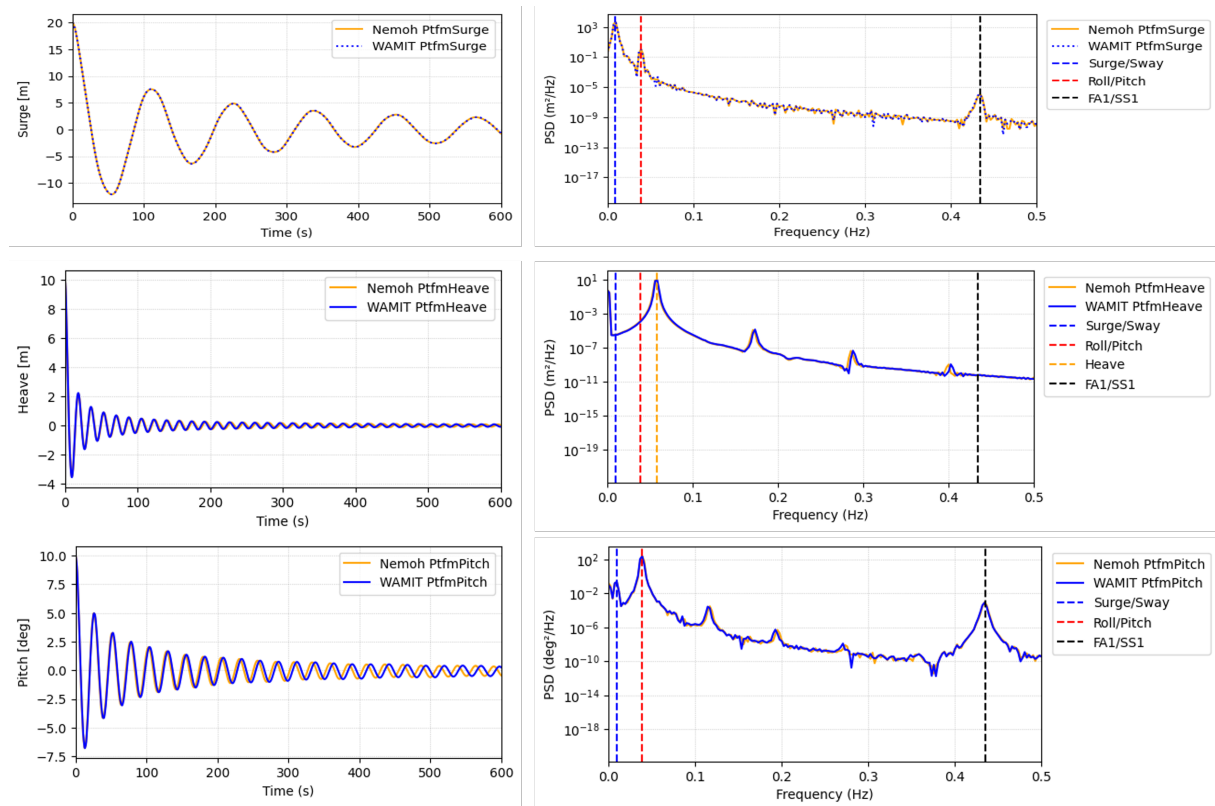 20
15
10
5
0
−5
−10
Surge [m]
Nemoh PtfmSurge
WAMIT PtfmSurge
0 100 200 300 400 500 600
Time (s)
10³
10⁻¹
10⁻⁵
10⁻⁹
10⁻¹³
10⁻¹⁷
PSD (m²/Hz)
0.0 0.1 0.2 0.3 0.4 0.5
Frequency (Hz)
Nemoh PtfmSurge
WAMIT PtfmSurge
Surge/Sway
Roll/Pitch
FA1/SS1
10
8
6
4
2
0
−2
−4
Heave [m]
Nemoh PtfmHeave
WAMIT PtfmHeave
0 100 200 300 400 500 600
Time (s)
10¹
10⁻³
10⁻⁷
10⁻¹¹
10⁻¹⁵
10⁻¹⁹
PSD (m²/Hz)
0.0 0.1 0.2 0.3 0.4 0.5
Frequency (Hz)
Nemoh PtfmHeave
WAMIT PtfmHeave
Surge/Sway
Roll/Pitch
Heave
FA1/SS1
10.0
7.5
5.0
2.5
0.0
−2.5
−5.0
−7.5
Pitch [deg]
Nemoh PtfmPitch
WAMIT PtfmPitch
0 100 200 300 400 500 600
Time (s)
10²
10⁻²
10⁻⁶
10⁻¹⁰
10⁻¹⁴
10⁻¹⁸
PSD (deg²/Hz)
0.0 0.1 0.2 0.3 0.4 0.5
Frequency (Hz)
Nemoh PtfmPitch
WAMIT PtfmPitch
Surge/Sway
Roll/Pitch
FA1/SS1